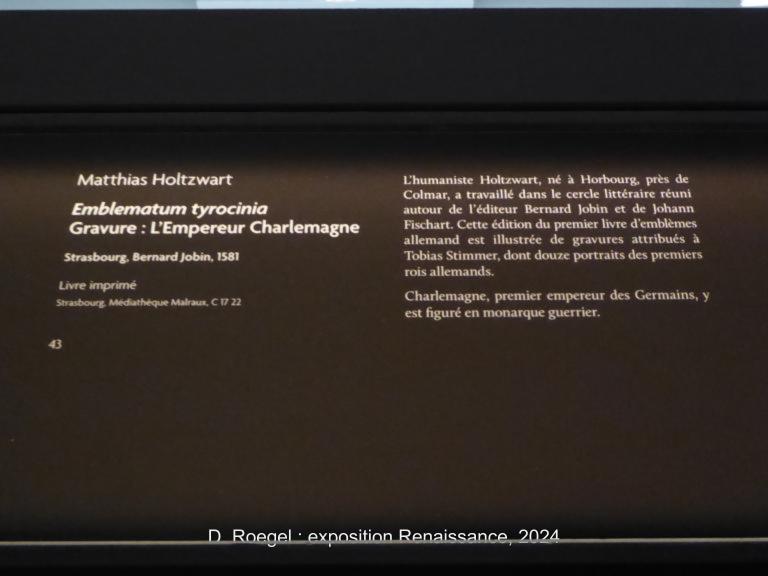 Matthias Holtzwart
Emblematum tyrocinia
Gravure : L'Empereur Charlemagne
Strasbourg, Bernard Jobin, 1581
Livre imprimé
Strasbourg, Médiathèque Malraux, C 17 22
43
L'humaniste Holtzwart, né à Horbourg, près de
Colmar, a travaillé dans le cercle littéraire réuni
autour de l'éditeur Bernard Jobin et de Johann
Fischart. Cette édition du premier livre d'emblèmes
allemand est illustrée de gravures attribués à
Tobias Stimmer, dont douze portraits des premiers
rois allemands.
Charlemagne, premier empereur des Germains, y
est figuré en monarque guerrier.
D. Roegel : exposition Renaissance, 2024